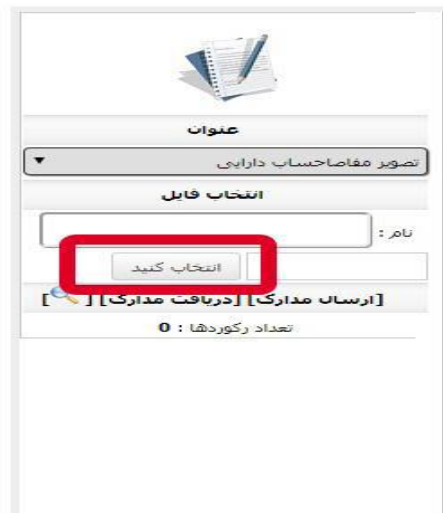 عنوان
تصویر مفاصاحساب دارایی
انتخاب فایل
نام :
انتخاب کنید
[ارسال مدارک] [دریافت مدارک] [ ]
تعداد رکوردها : 0